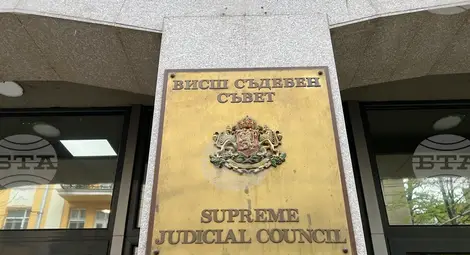 ВИСШ СЪДЕБЕН
СЪВЕТ
SUPREME
JUDICIAL COUNCIL
БТА
БТА